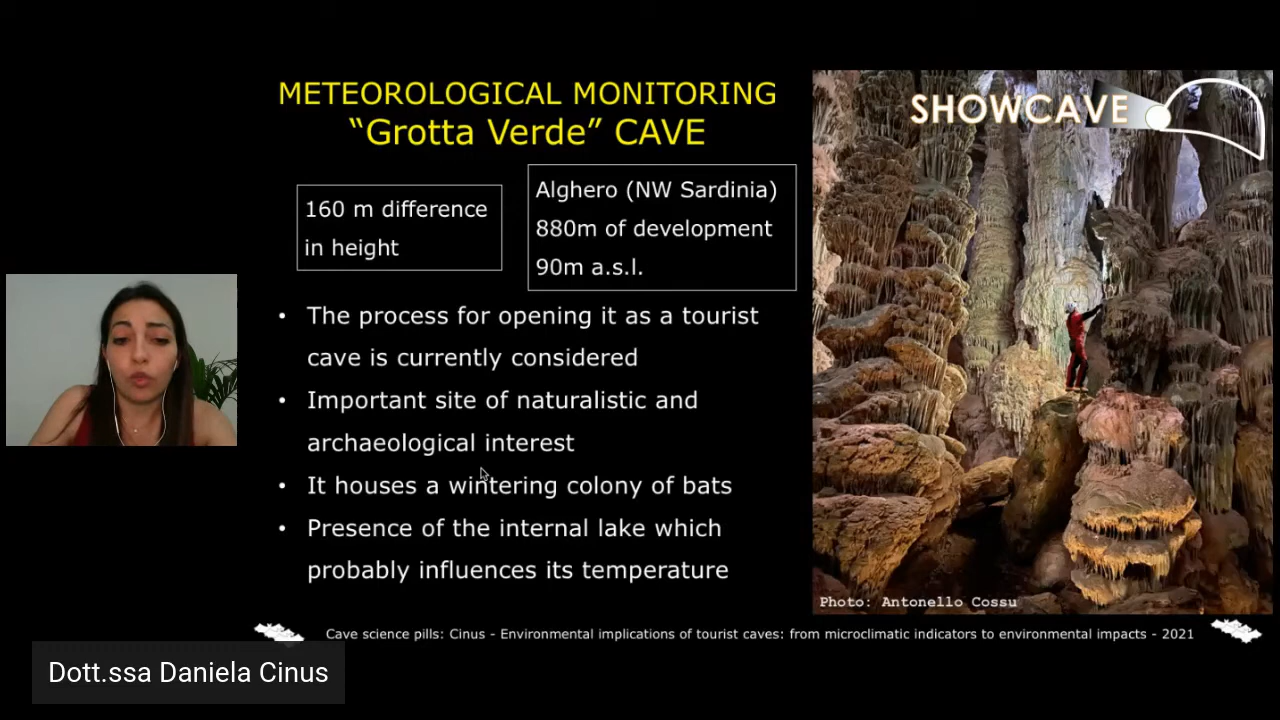 METEOROLOGICAL MONITORING
“Grotta Verde” CAVE
SHOWCAVE
160 m difference
in height
Alghero (NW Sardinia)
880m of development
90m a.s.l.
• The process for opening it as a tourist
cave is currently considered
• Important site of naturalistic and
archaeological interest
• It houses a wintering colony of bats
• Presence of the internal lake which
probably influences its temperature
Photo: Antonello Cossu
Cave science pills: Cinus - Environmental implications of tourist caves: from microclimatic indicators to environmental impacts - 2021
Dott.ssa Daniela Cinus